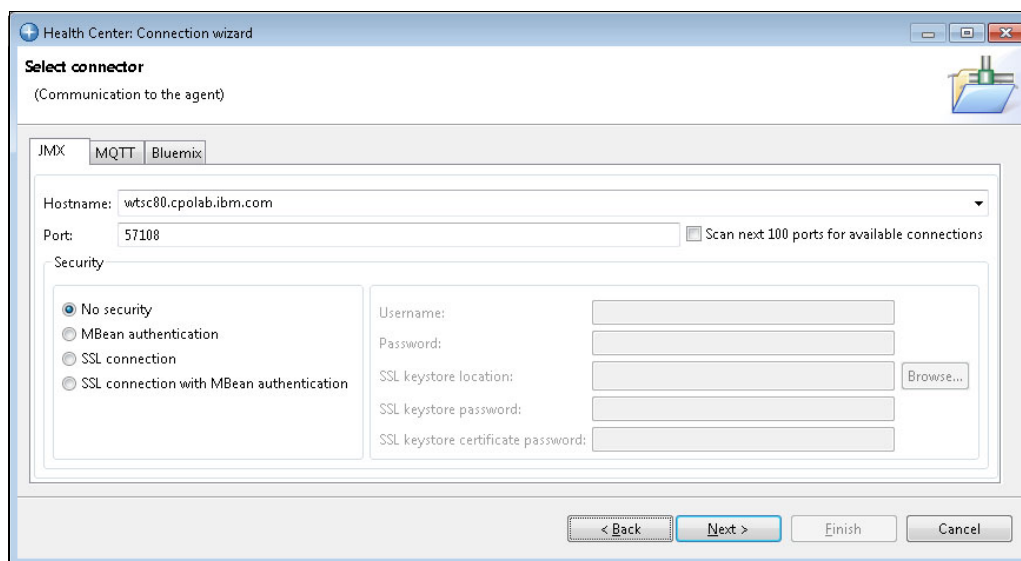 Health Center: Connection wizard
Select connector
(Communication to the agent)
JMX MQTT Bluemix
Hostname: wtsc80.cpolab.ibm.com
Port: 57108 Scan next 100 ports for available connections
Security
No security
MBean authentication
SSL connection
SSL connection with MBean authentication
Username:
Password:
SSL keystore location: Browse...
SSL keystore password:
SSL keystore certificate password:
< Back Next > Finish Cancel